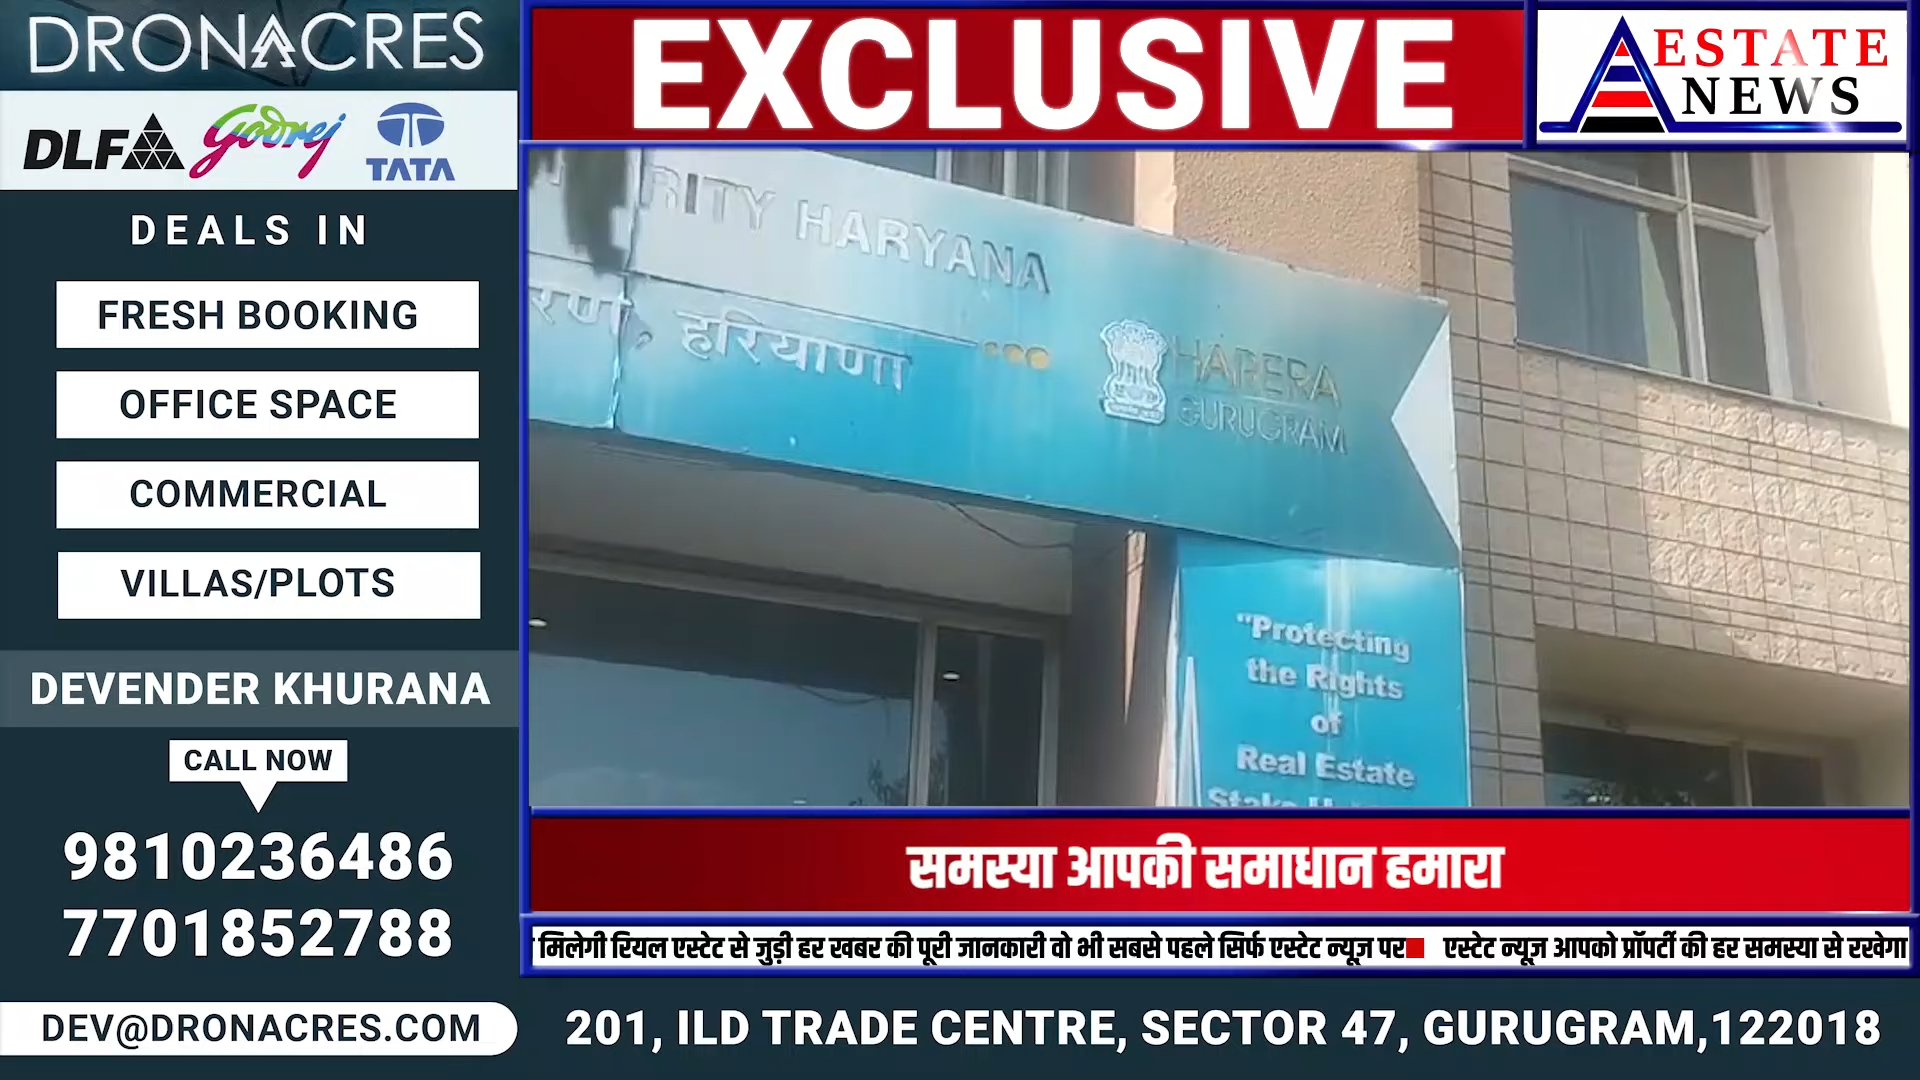 DRONACRES
DLF Godrej TATA
DEALS IN
FRESH BOOKING
OFFICE SPACE
COMMERCIAL
VILLAS/PLOTS
DEVENDER KHURANA
CALL NOW
9810236486
7701852788
DEV@DRONACRES.COM
EXCLUSIVE
ESTATE
NEWS
RITY HARYANA
रण, हरियाणा
HARERA
GURUGRAM
"Protecting
the Rights
of
Real Estate
समस्या आपकी समाधान हमारा
मिलेगी रियल एस्टेट से जुड़ी हर खबर की पूरी जानकारी वो भी सबसे पहले सिर्फ एस्टेट न्यूज़ पर एस्टेट न्यूज़ आपको प्रॉपर्टी की हर समस्या से रखेगा
201, ILD TRADE CENTRE, SECTOR 47, GURUGRAM,122018